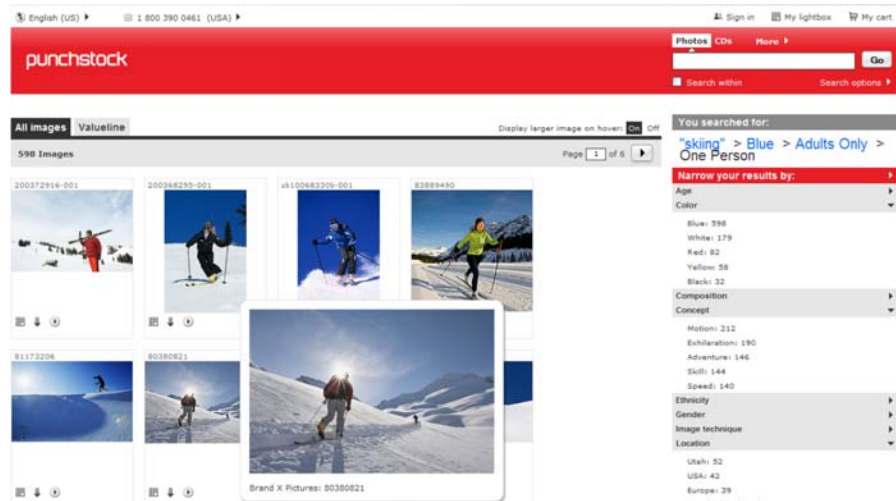 English (US)
1 800 390 0461 (USA)
Sign in
My lightbox
My cart
punchstock
Photos CDs More
Go
Search within
Search options
All images Valueline
Display larger image on hover: On Off
598 Images
Page 1 of 6
You searched for:
"skiing" > Blue > Adults Only >
One Person
Narrow your results by:
Age
Color
Blue: 598
White: 179
Red: 82
Yellow: 56
Black: 32
Composition
Concept
Motion: 212
Exhilaration: 190
Adventure: 146
Skill: 144
Speed: 140
Ethnicity
Gender
Image technique
Location
Utah: 52
USA: 42
Europe: 39
200372916-001
200368295-001
xb10068330b-001
83889490
81173206
80380821
Brand X Pictures: 80380821